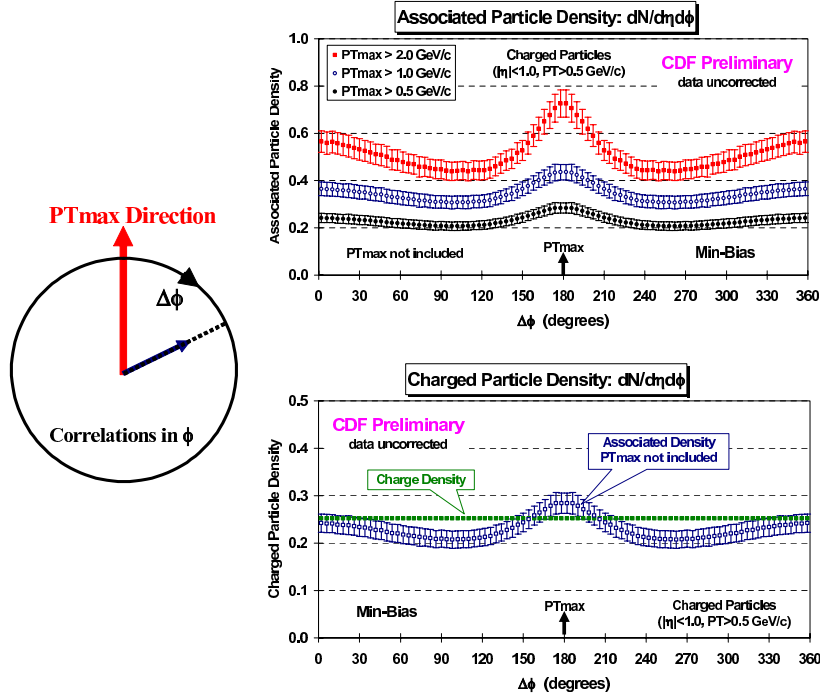 PTmax Direction
Δϕ
Correlations in ϕ
Associated Particle Density: dN/dηdϕ
Associated Particle Density
1.0
0.8
0.6
0.4
0.2
0.0
PTmax > 2.0 GeV/c
PTmax > 1.0 GeV/c
PTmax > 0.5 GeV/c
Charged Particles
(|η|<1.0, PT>0.5 GeV/c)
CDF Preliminary
data uncorrected
PTmax not included
PTmax
Min-Bias
0 30 60 90 120 150 180 210 240 270 300 330 360
Δϕ (degrees)
Charged Particle Density: dN/dηdϕ
Charged Particle Density
0.5
0.4
0.3
0.2
0.1
0.0
CDF Preliminary
data uncorrected
Associated Density
PTmax not included
Charge Density
Min-Bias
PTmax
Charged Particles
(|η|<1.0, PT>0.5 GeV/c)
0 30 60 90 120 150 180 210 240 270 300 330 360
Δϕ (degrees)